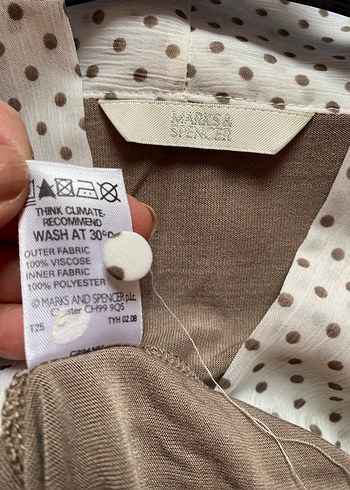 MARKS &
SPENCER
THINK CLIMATE-
RECOMMEND
WASH AT 30°
OUTER FABRIC
100% VISCOSE
INNER FABRIC
100% POLYESTER
© MARKS AND SPENCER plc
Chester CH99 9QS
T25 TYH 02.08